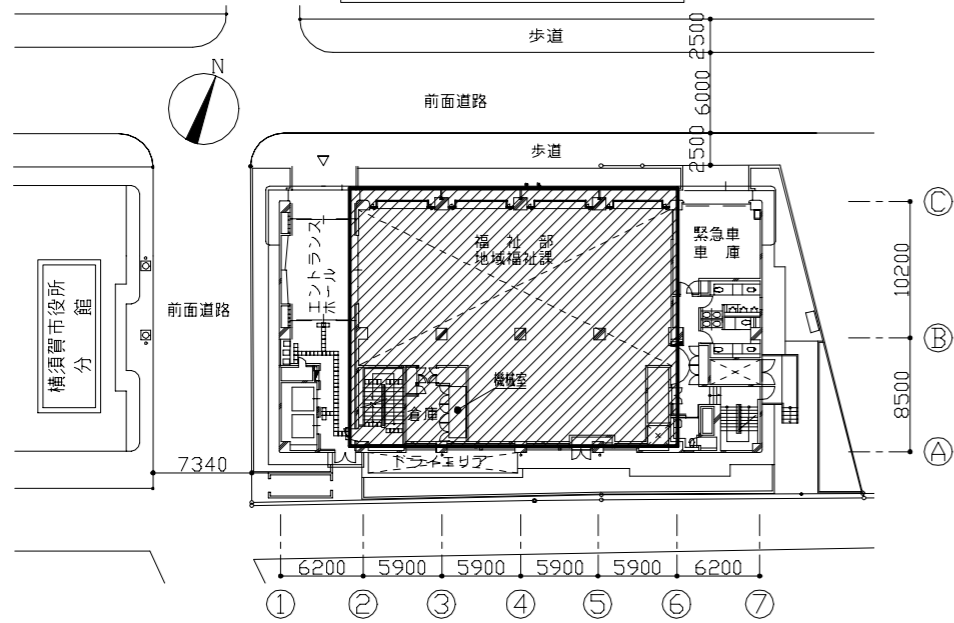 歩道
2500
N
前面道路
6000
歩道
2500
C
福祉部
地域福祉課
緊急車
車庫
エントランス
ホール
10200
前面道路
横須賀市役所
分館
B
機械室
倉庫
8500
ドライエリア
A
7340
6200 5900 5900 5900 5900 6200
① ② ③ ④ ⑤ ⑥ ⑦